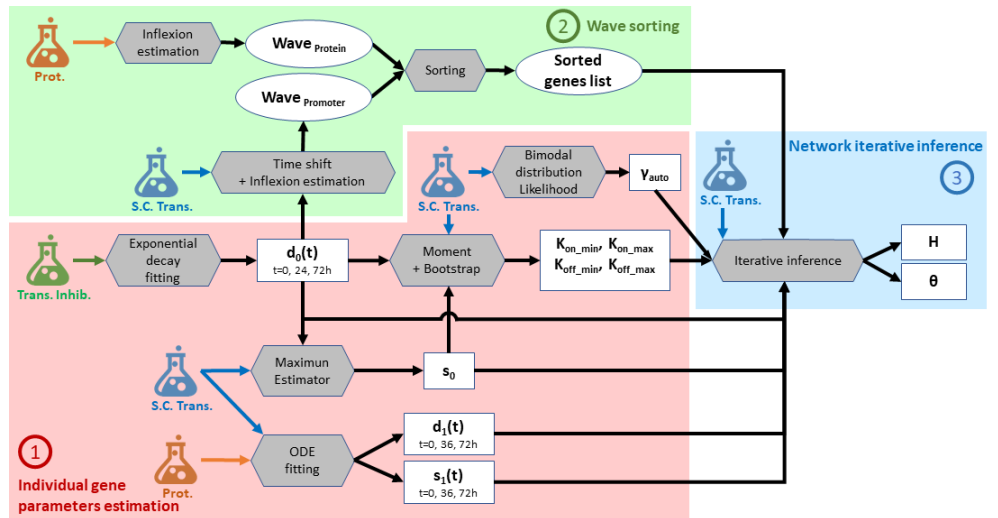 2 Wave sorting
Prot.
Inflexion
estimation
Wave Protein
Wave Promoter
Sorting
Sorted
genes list
S.C. Trans.
Time shift
+ Inflexion estimation
S.C. Trans.
Bimodal
distribution
Likelihood
γauto
Network iterative inference
3
S.C. Trans.
Trans. Inhib.
Exponential
decay
fitting
d0(t)
t=0, 24, 72h
Moment
+ Bootstrap
Kon_min, Kon_max
Koff_min, Koff_max
Iterative inference
H
θ
S.C. Trans.
Maximun
Estimator
s0
1
Individual gene
parameters estimation
Prot.
ODE
fitting
d1(t)
t=0, 36, 72h
s1(t)
t=0, 36, 72h